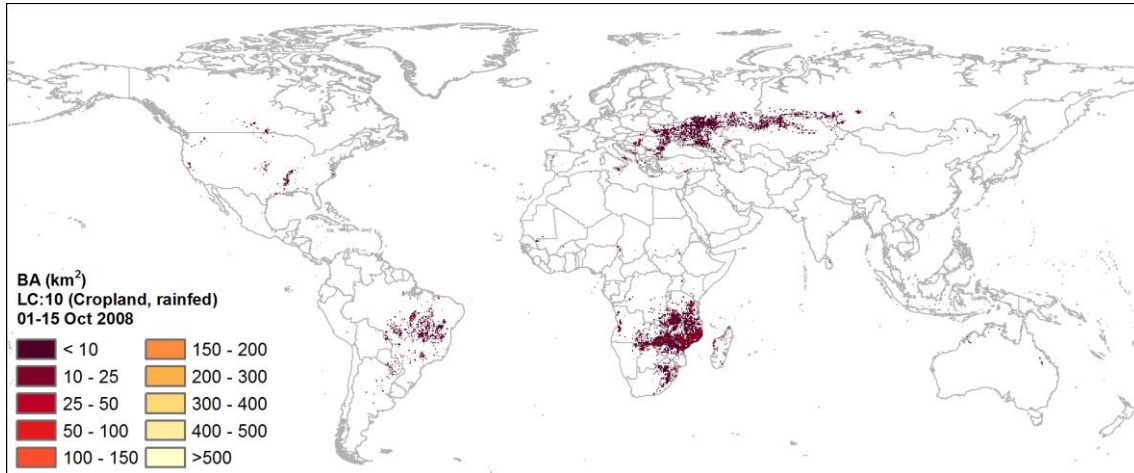 BA (km²)
LC:10 (Cropland, rainfed)
01-15 Oct 2008
< 10
10 - 25
25 - 50
50 - 100
100 - 150
150 - 200
200 - 300
300 - 400
400 - 500
>500